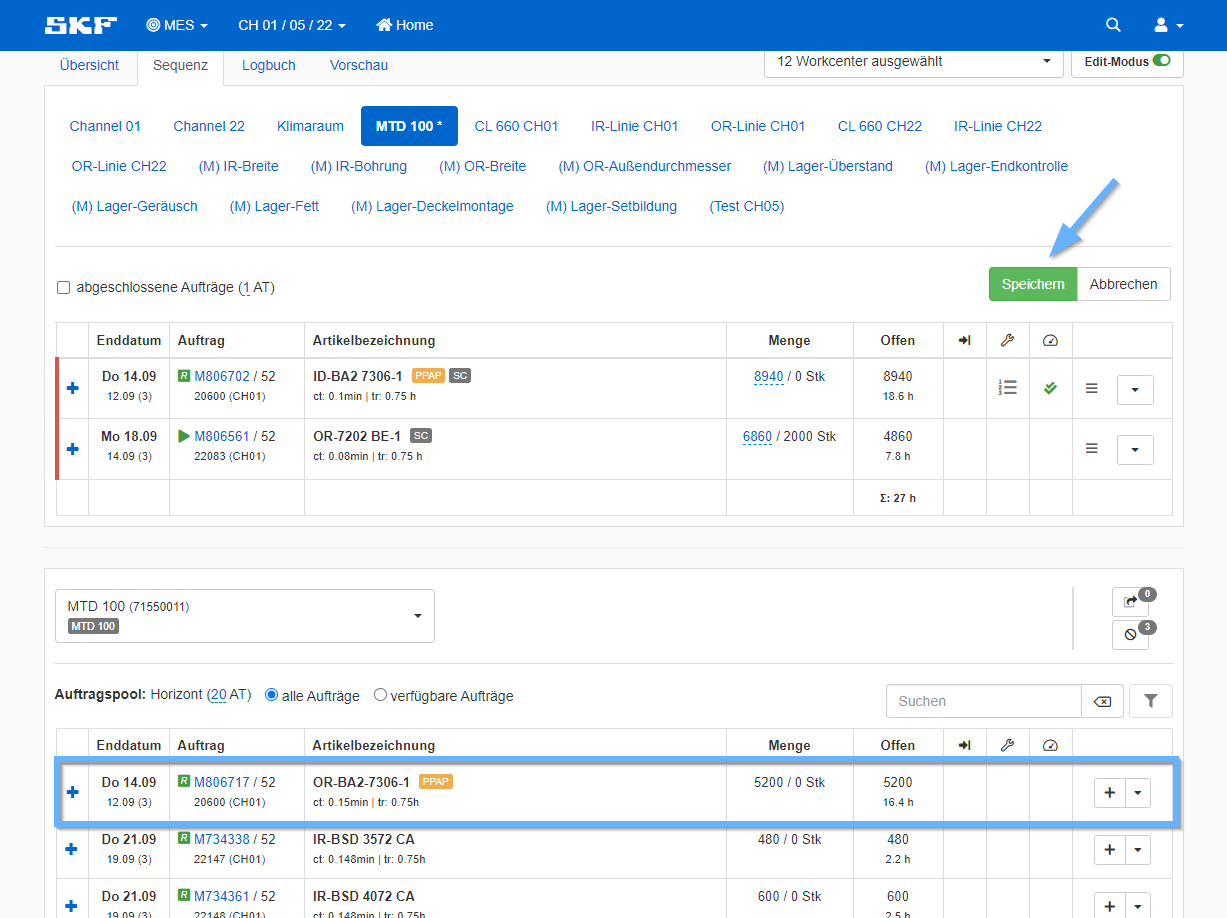 SKF MES CH 01 / 05 / 22 Home
Übersicht Sequenz Logbuch Vorschau 12 Workcenter ausgewählt Edit-Modus
Channel 01 Channel 22 Klimaraum MTD 100 * CL 660 CH01 IR-Linie CH01 OR-Linie CH01 CL 660 CH22 IR-Linie CH22
OR-Linie CH22 (M) IR-Breite (M) IR-Bohrung (M) OR-Breite (M) OR-Außendurchmesser (M) Lager-Überstand (M) Lager-Endkontrolle
(M) Lager-Geräusch (M) Lager-Fett (M) Lager-Deckelmontage (M) Lager-Setbildung (Test CH05)
abgeschlossene Aufträge (1 AT) Speichern Abbrechen
Enddatum Auftrag Artikelbezeichnung Menge Offen
Do 14.09 R M806702 / 52 ID-BA2 7306-1 PPAP SC 8940 / 0 Stk 8940
12.09 (3) 20600 (CH01) ct: 0.1min | tr: 0.75 h 18.6 h
Mo 18.09 M806561 / 52 OR-7202 BE-1 SC 6860 / 2000 Stk 4860
14.09 (3) 22083 (CH01) ct: 0.08min | tr: 0.75 h 7.8 h
Σ: 27 h
MTD 100 (71550011) 0
MTD 100 3
Auftragspool: Horizont (20 AT) alle Aufträge verfügbare Aufträge Suchen
Enddatum Auftrag Artikelbezeichnung Menge Offen
Do 14.09 R M806717 / 52 OR-BA2-7306-1 PPAP 5200 / 0 Stk 5200
12.09 (3) 20600 (CH01) ct: 0.15min | tr: 0.75h 16.4 h
Do 21.09 R M734338 / 52 IR-BSD 3572 CA 480 / 0 Stk 480
19.09 (3) 22147 (CH01) ct: 0.148min | tr: 0.75h 2.2 h
Do 21.09 R M734361 / 52 IR-BSD 4072 CA 600 / 0 Stk 600
19.09 (3) 22148 (CH01) ct: 0.148min | tr: 0.75h 2.5 h